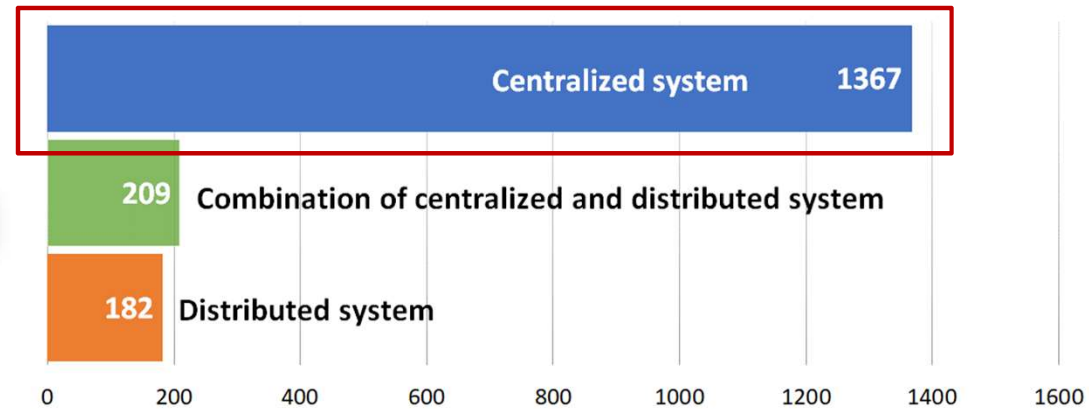 Centralized system 1367
209 Combination of centralized and distributed system
182 Distributed system
0 200 400 600 800 1000 1200 1400 1600